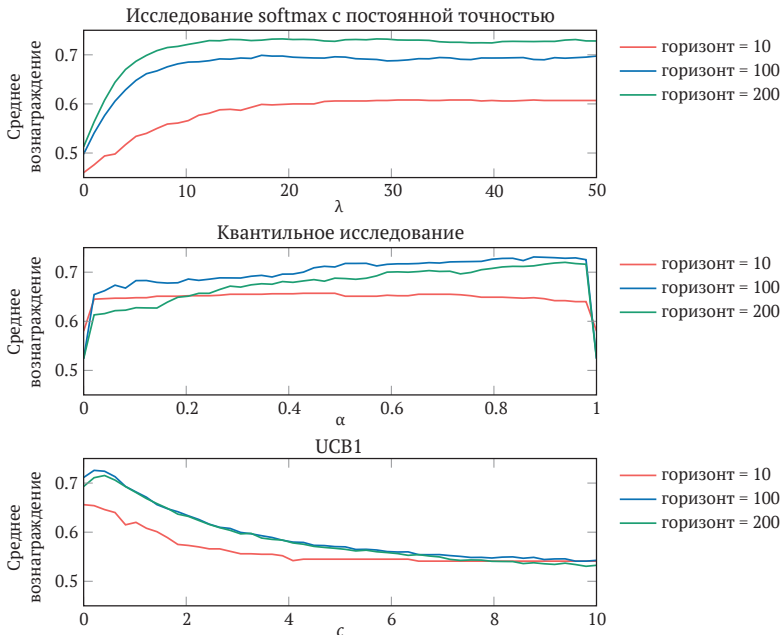 Исследование softmax с постоянной точностью
Среднее
вознаграждение
0.7
0.6
0.5
0 10 20 30 40 50
λ
горизонт = 10
горизонт = 100
горизонт = 200
Квантильное исследование
Среднее
вознаграждение
0.7
0.6
0.5
0 0.2 0.4 0.6 0.8 1
α
горизонт = 10
горизонт = 100
горизонт = 200
UCB1
Среднее
вознаграждение
0.7
0.6
0.5
0 2 4 6 8 10
c
горизонт = 10
горизонт = 100
горизонт = 200